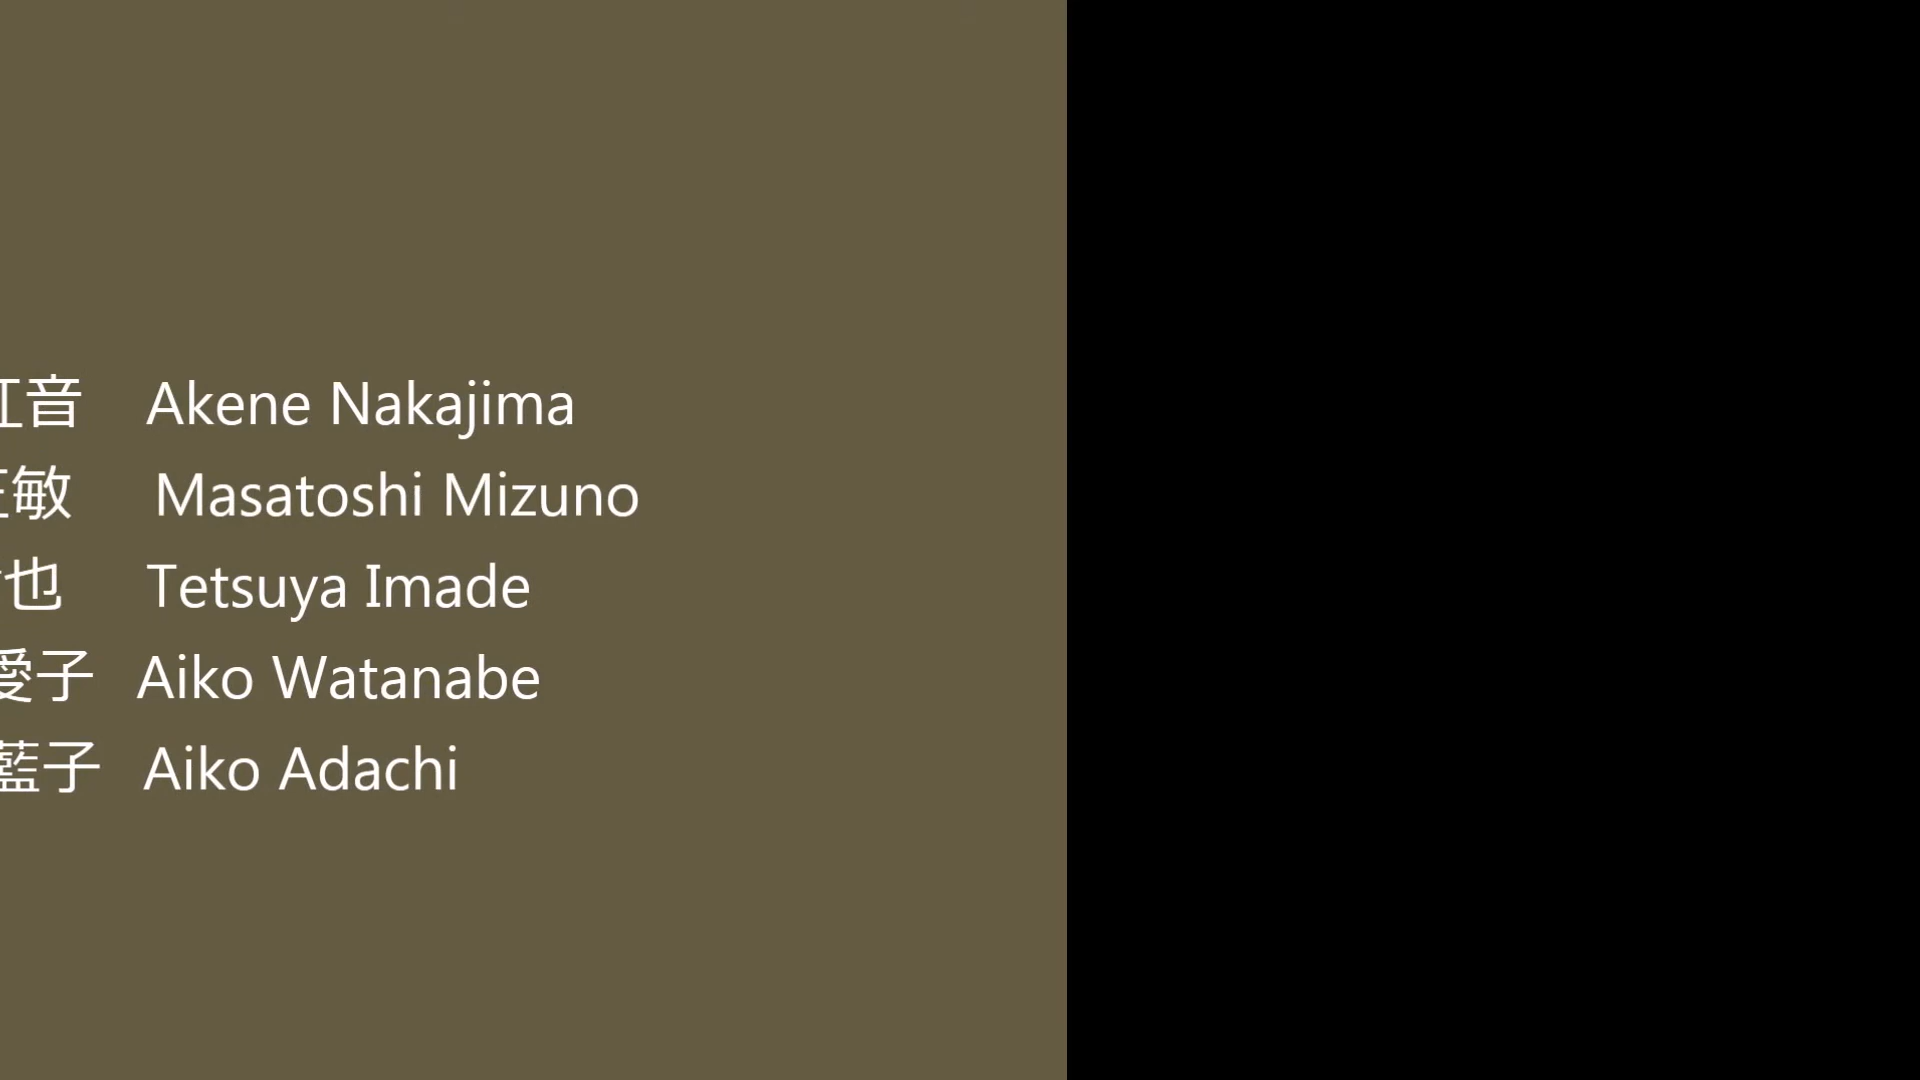 音 Akene Nakajima
敏 Masatoshi Mizuno
也 Tetsuya Imade
愛子 Aiko Watanabe
藍子 Aiko Adachi